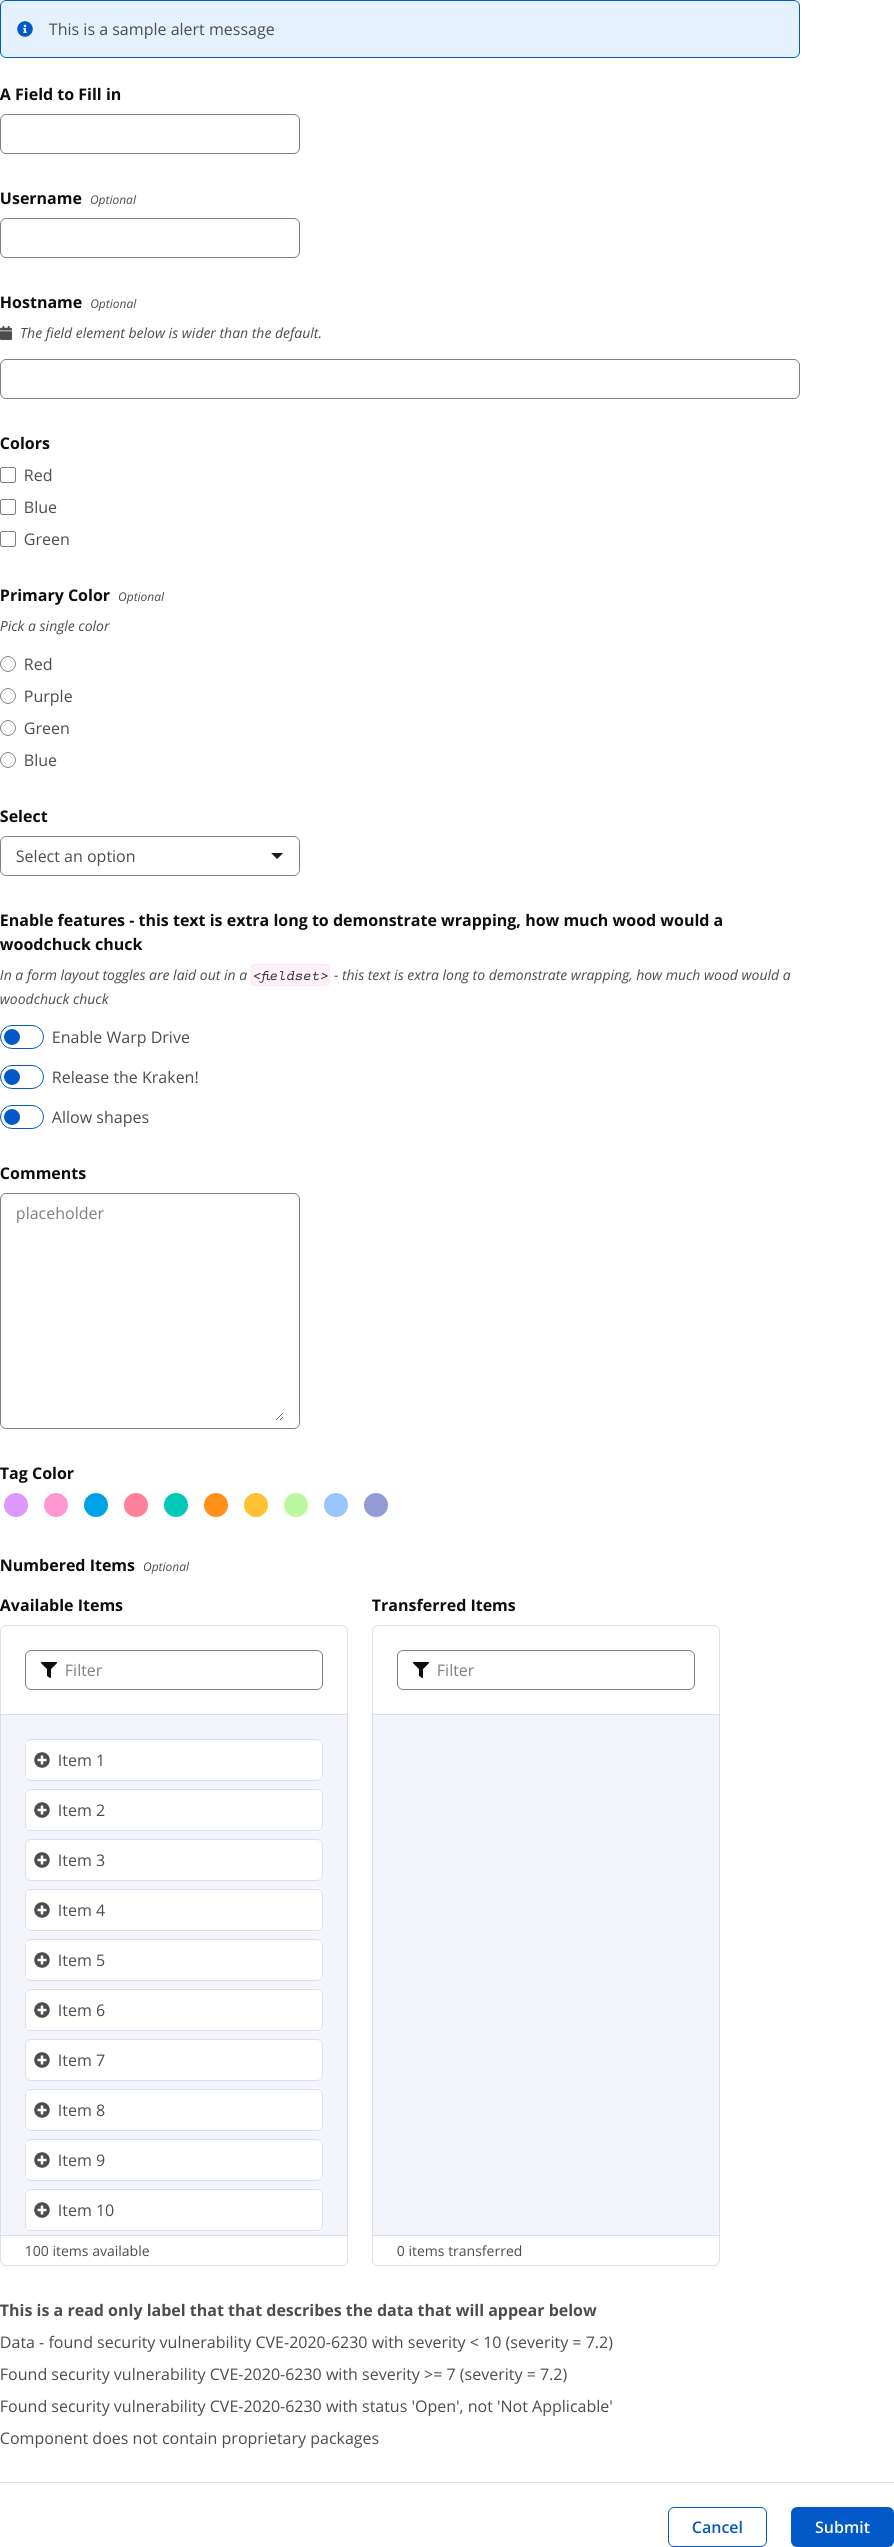 This is a sample alert message
A Field to Fill in
Username Optional
Hostname Optional
The field element below is wider than the default.
Colors
Red
Blue
Green
Primary Color Optional
Pick a single color
Red
Purple
Green
Blue
Select
Select an option
Enable features - this text is extra long to demonstrate wrapping, how much wood would a
woodchuck chuck
In a form layout toggles are laid out in a <fieldset> - this text is extra long to demonstrate wrapping, how much wood would a
woodchuck chuck
Enable Warp Drive
Release the Kraken!
Allow shapes
Comments
placeholder
Tag Color
Numbered Items Optional
Available Items
Filter
Item 1
Item 2
Item 3
Item 4
Item 5
Item 6
Item 7
Item 8
Item 9
Item 10
100 items available
Transferred Items
Filter
0 items transferred
This is a read only label that that describes the data that will appear below
Data - found security vulnerability CVE-2020-6230 with severity < 10 (severity = 7.2)
Found security vulnerability CVE-2020-6230 with severity >= 7 (severity = 7.2)
Found security vulnerability CVE-2020-6230 with status 'Open', not 'Not Applicable'
Component does not contain proprietary packages
Cancel
Submit